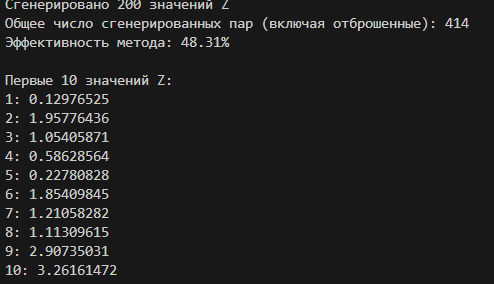 Сгенерировано 200 значений Z
Общее число сгенерированных пар (включая отброшенные): 414
Эффективность метода: 48.31%
Первые 10 значений Z:
1: 0.12976525
2: 1.95776436
3: 1.05405871
4: 0.58628564
5: 0.22780828
6: 1.85409845
7: 1.21058282
8: 1.11309615
9: 2.90735031
10: 3.26161472